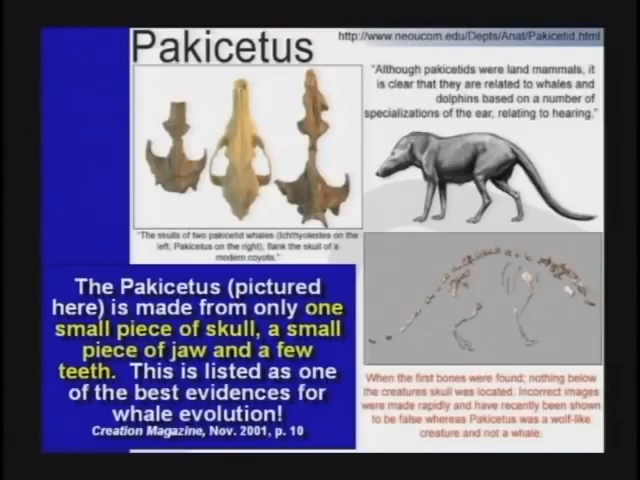 Pakicetus
http://www.neoucom.edu/Depts/Anat/Pakicetid.html
"Although pakicetids were land mammals, it
is clear that they are related to whales and
dolphins based on a number of
specializations of the ear, relating to hearing."
"The skulls of two pakicetid whales (Ichthyolestes on the
left; Pakicetus on the right), flank the skull of a
modern coyote."
The Pakicetus (pictured
here) is made from only one
small piece of skull, a small
piece of jaw and a few
teeth. This is listed as one
of the best evidences for
whale evolution!
Creation Magazine, Nov. 2001, p. 10
When the first bones were found; nothing below
the creatures skull was located. Incorrect images
were made rapidly and have recently been shown
to be false whereas Pakicetus was a wolf-like
creature and not a whale.